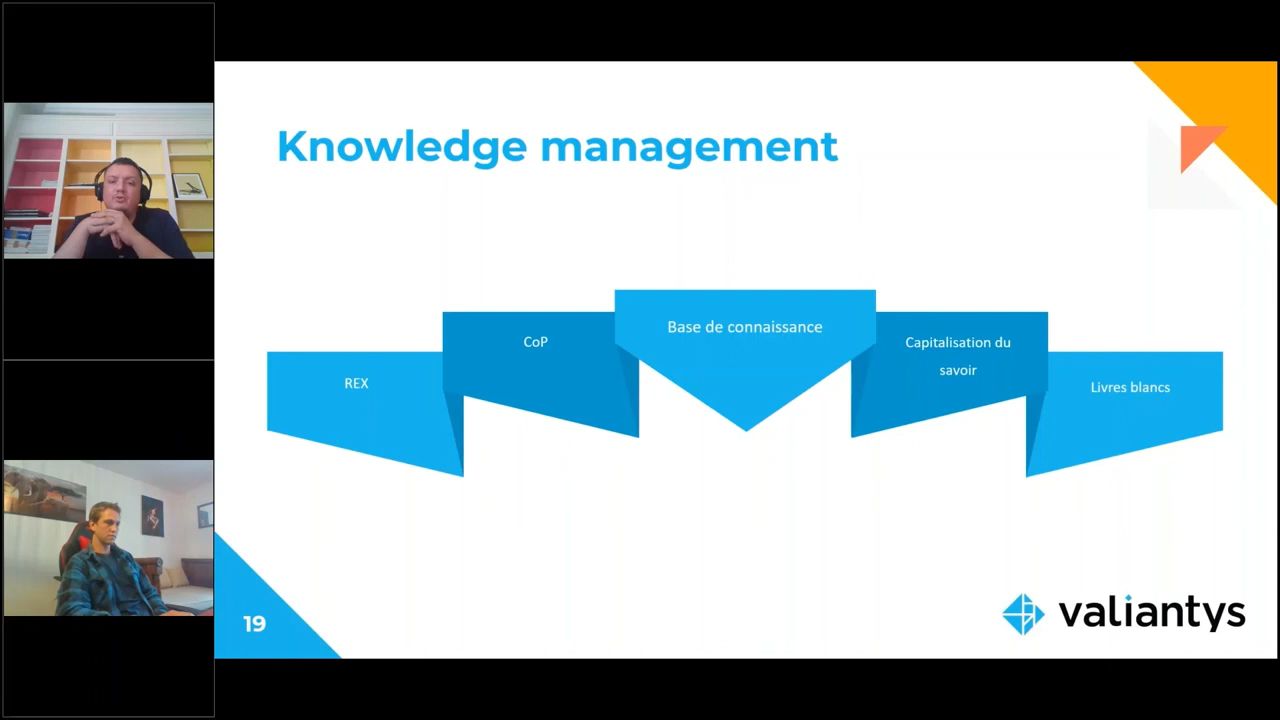 Knowledge management
REX
CoP
Base de connaissance
Capitalisation du
savoir
Livres blancs
19
valiantys